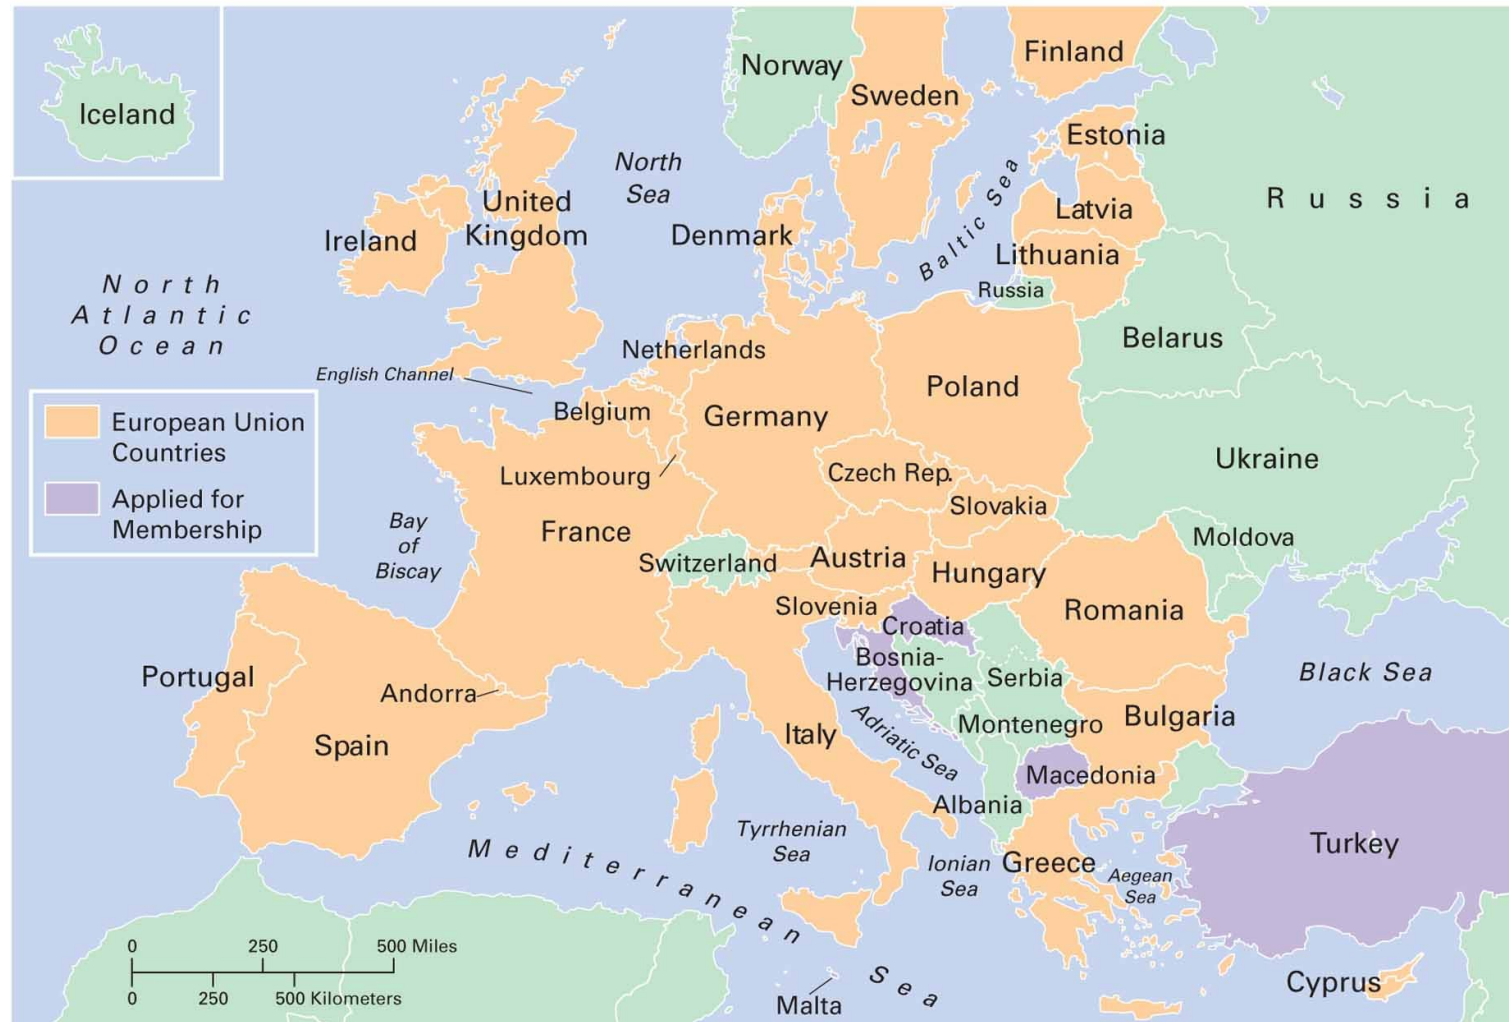 Iceland
Norway
Sweden
Finland
Estonia
Latvia
Lithuania
Russia
Russia
Belarus
North
Sea
Baltic Sea
United
Kingdom
Ireland
Denmark
North
Atlantic
Ocean
English Channel
Netherlands
Belgium
Germany
Poland
Luxembourg
Czech Rep.
Slovakia
Ukraine
Moldova
European Union
Countries
Applied for
Membership
Bay
of
Biscay
France
Switzerland
Austria
Hungary
Romania
Slovenia
Croatia
Bosnia-
Herzegovina
Serbia
Montenegro
Bulgaria
Black Sea
Portugal
Andorra
Spain
Italy
Adriatic Sea
Macedonia
Albania
Greece
Turkey
Tyrrhenian
Sea
Ionian
Sea
Aegean
Sea
Mediterranean Sea
Malta
Cyprus
0 250 500 Miles
0 250 500 Kilometers